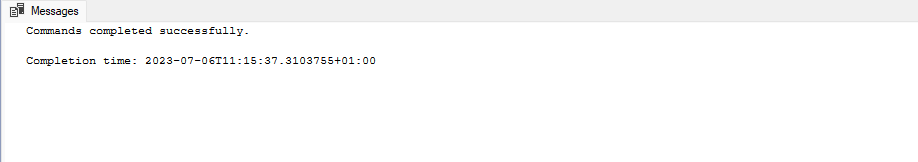 Messages
Commands completed successfully.
Completion time: 2023-07-06T11:15:37.3103755+01:00